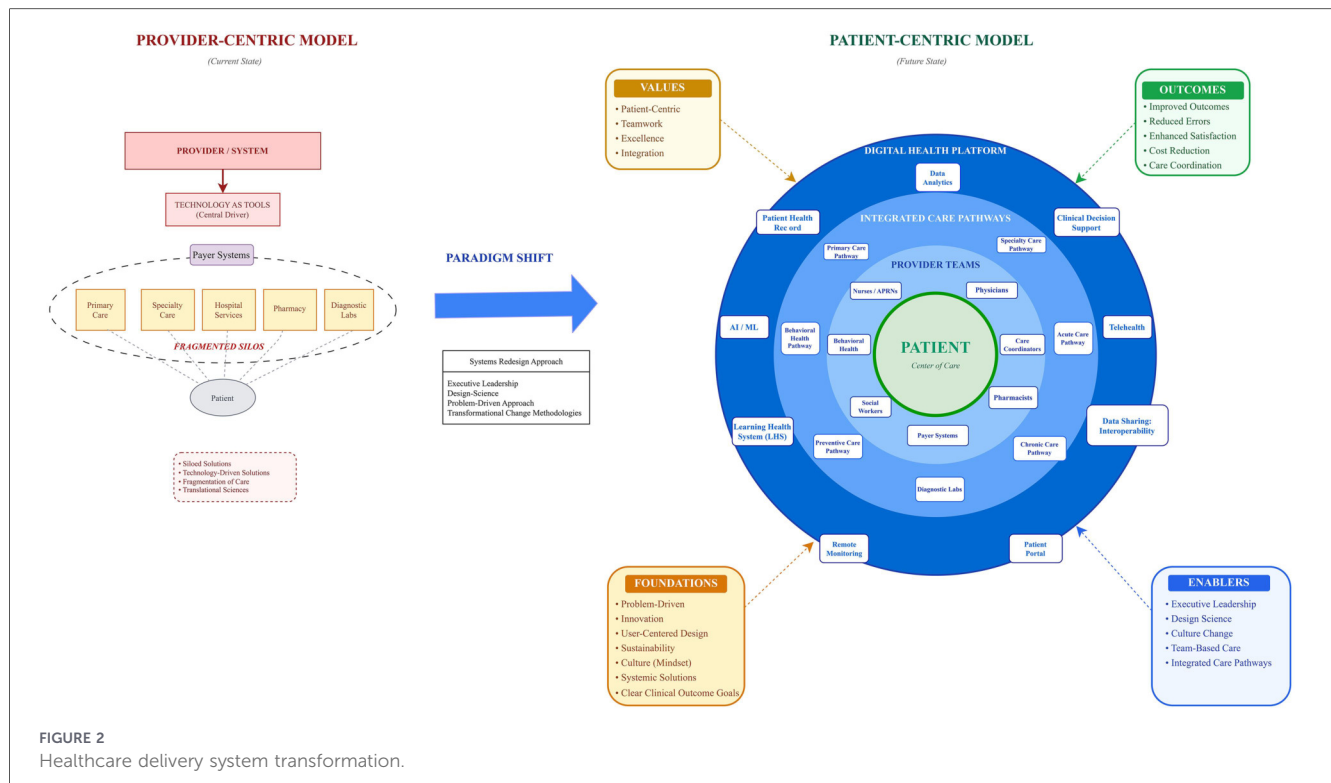 PROVIDER-CENTRIC MODEL
(Current State)
PROVIDER / SYSTEM
TECHNOLOGY AS TOOLS
(Central Driver)
Payer Systems
Primary
Care
Specialty
Care
Hospital
Services
Pharmacy
Diagnostic
Labs
FRAGMENTED SILOS
Patient
• Siloed Solutions
• Technology-Driven Solutions
• Fragmentation of Care
• Translational Sciences
PARADIGM SHIFT
Systems Redesign Approach
Executive Leadership
Design-Science
Problem-Driven Approach
Transformational Change Methodologies
PATIENT-CENTRIC MODEL
(Future State)
VALUES
• Patient-Centric
• Teamwork
• Excellence
• Integration
OUTCOMES
• Improved Outcomes
• Reduced Errors
• Enhanced Satisfaction
• Cost Reduction
• Care Coordination
DIGITAL HEALTH PLATFORM
Data
Analytics
Patient Health
Rec ord
Clinical Decision
Support
INTEGRATED CARE PATHWAYS
Primary Care
Pathway
Specialty Care
Pathway
PROVIDER TEAMS
Nurses / APRNs
Physicians
AI / ML
Behavioral
Health
Pathway
Behavioral
Health
PATIENT
Center of Care
Care
Coordinators
Acute Care
Pathway
Telehealth
Social
Workers
Pharmacists
Learning Health
System (LHS)
Preventive Care
Pathway
Payer Systems
Chronic Care
Pathway
Data Sharing:
Interoperability
Diagnostic Labs
Remote
Monitoring
Patient
Portal
FOUNDATIONS
• Problem-Driven
• Innovation
• User-Centered Design
• Sustainability
• Culture (Mindset)
• Systemic Solutions
• Clear Clinical Outcome Goals
ENABLERS
• Executive Leadership
• Design Science
• Culture Change
• Team-Based Care
• Integrated Care Pathways
FIGURE 2
Healthcare delivery system transformation.